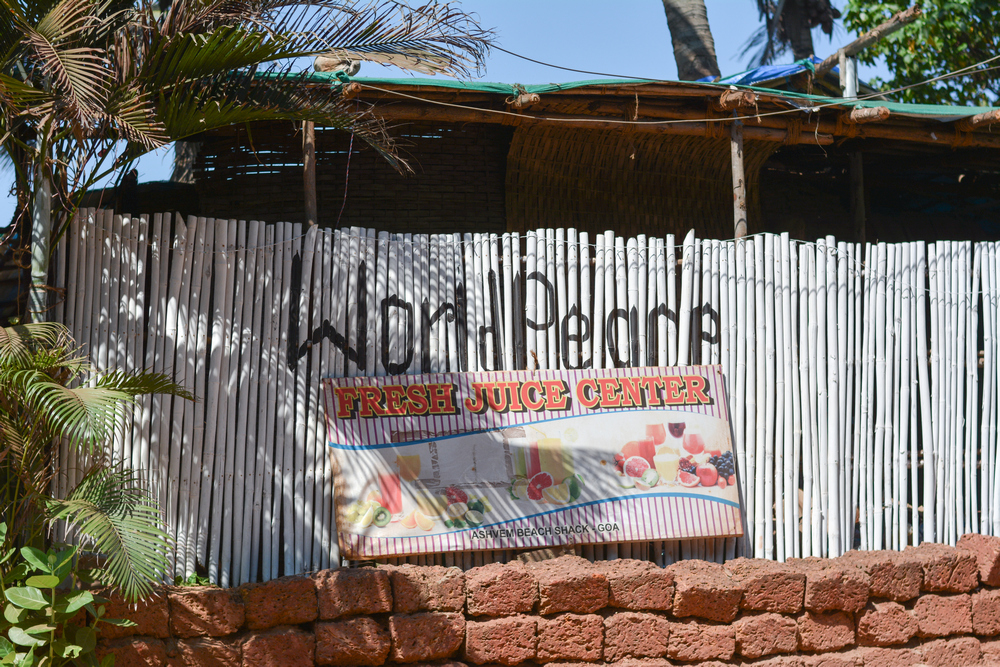 World Peace
FRESH JUICE CENTER
ASHVEM BEACH SHACK - GOA